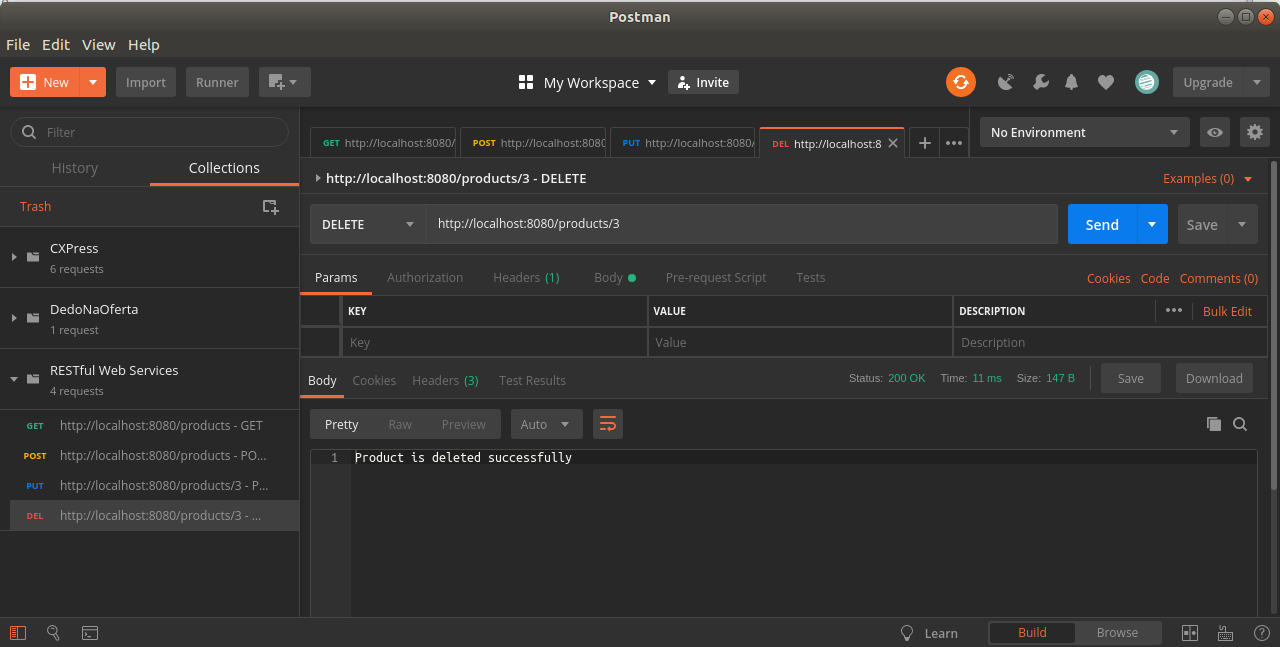 Postman
File Edit View Help
New Import Runner My Workspace Invite Upgrade
Filter
History Collections
Trash
CXPress
6 requests
DedoNaOferta
1 request
RESTful Web Services
4 requests
GET http://localhost:8080/products - GET
POST http://localhost:8080/products - PO...
PUT http://localhost:8080/products/3 - P...
DEL http://localhost:8080/products/3 - ...
GET http://localhost:8080/ POST http://localhost:8080 PUT http://localhost:8080/ DEL http://localhost:8 No Environment
http://localhost:8080/products/3 - DELETE Examples (0)
DELETE http://localhost:8080/products/3 Send Save
Params Authorization Headers (1) Body Pre-request Script Tests Cookies Code Comments (0)
KEY VALUE DESCRIPTION ••• Bulk Edit
Key Value Description
Body Cookies Headers (3) Test Results Status: 200 OK Time: 11 ms Size: 147 B Save Download
Pretty Raw Preview Auto
1 Product is deleted successfully
Learn Build Browse